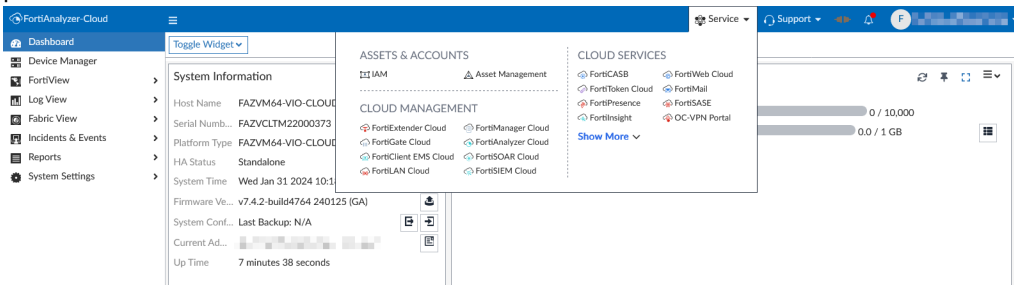 FortiAnalyzer-Cloud
Service
Support
F
Dashboard
Device Manager
FortiView
Log View
Fabric View
Incidents & Events
Reports
System Settings
Toggle Widget
System Information
Host Name FAZVM64-VIO-CLOUD
Serial Numb... FAZVCLTM22000373
Platform Type FAZVM64-VIO-CLOUD
HA Status Standalone
System Time Wed Jan 31 2024 10:1
Firmware Ve... v7.4.2-build4764 240125 (GA)
System Conf... Last Backup: N/A
Current Ad...
Up Time 7 minutes 38 seconds
ASSETS & ACCOUNTS
IAM Asset Management
CLOUD MANAGEMENT
FortiExtender Cloud FortiManager Cloud
FortiGate Cloud FortiAnalyzer Cloud
FortiClient EMS Cloud FortiSOAR Cloud
FortiLAN Cloud FortiSIEM Cloud
CLOUD SERVICES
FortiCASB FortiWeb Cloud
FortiToken Cloud FortiMail
FortiPresence FortiSASE
FortiInsight OC-VPN Portal
Show More
0 / 10,000
0.0 / 1 GB